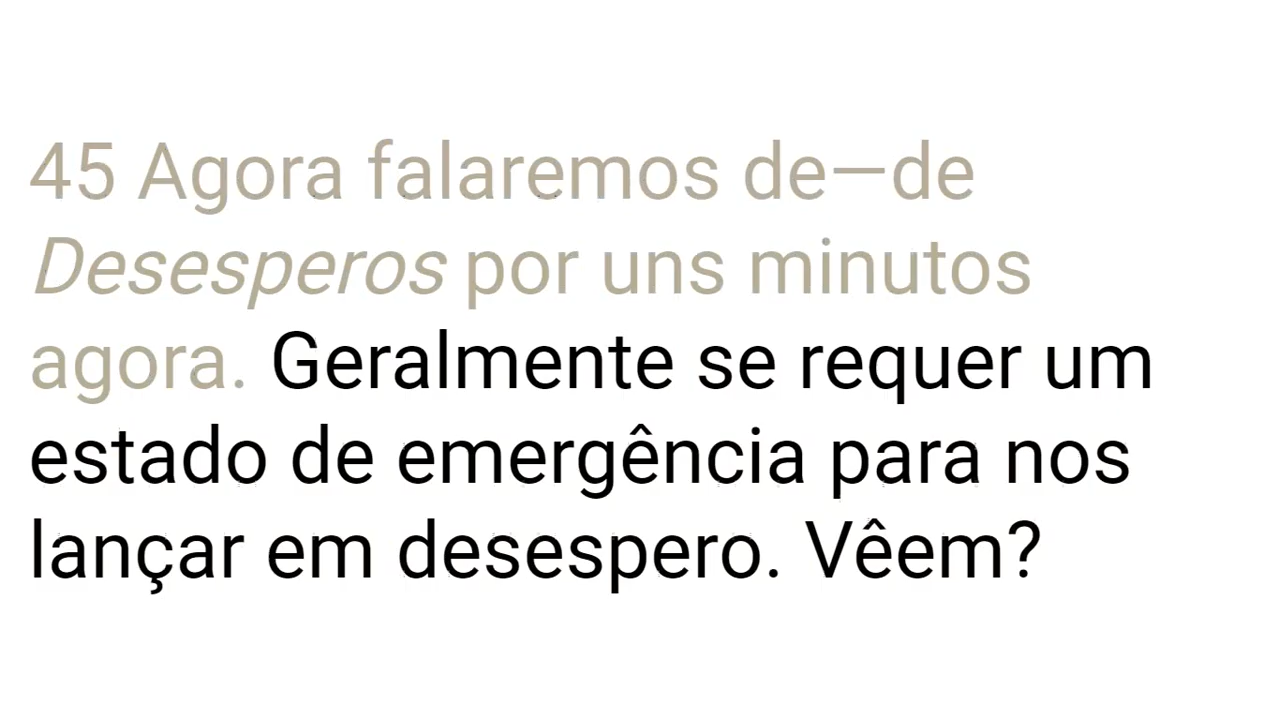 45 Agora falaremos de—de
Desesperos por uns minutos
agora. Geralmente se requer um
estado de emergência para nos
lançar em desespero. Vêem?